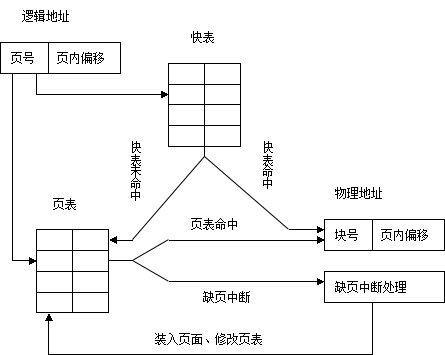 逻辑地址
快表
页号
页内偏移
快表未命中
快表命中
物理地址
页表
页表命中
块号
页内偏移
缺页中断
缺页中断处理
装入页面、修改页表